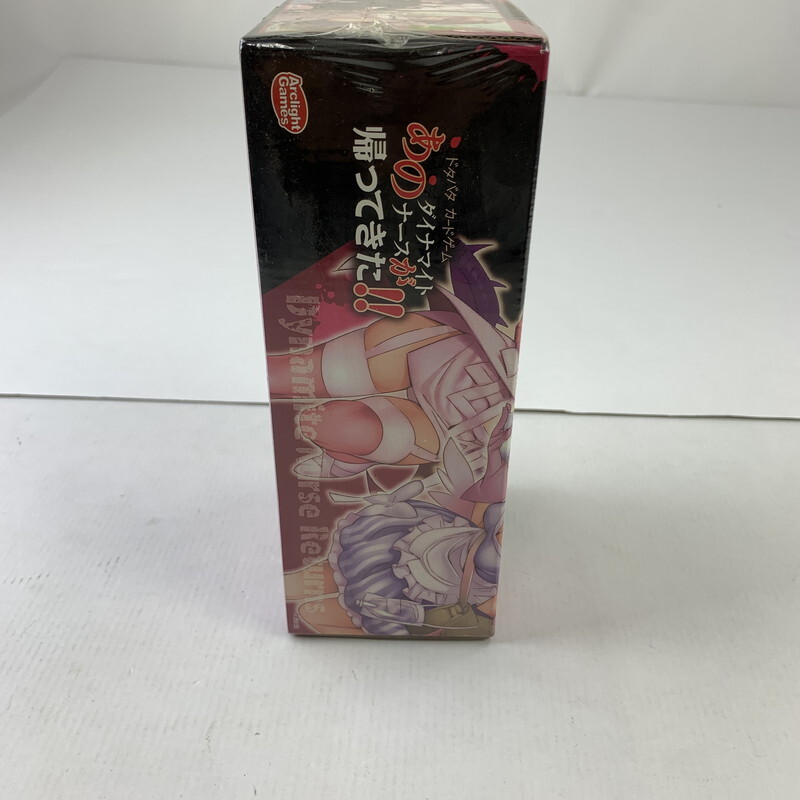 Arclight
Games
ドタバタ カードゲーム
あの
ダイナマイト
ナースが
帰ってきた!!
Dynamite Nurse Returns